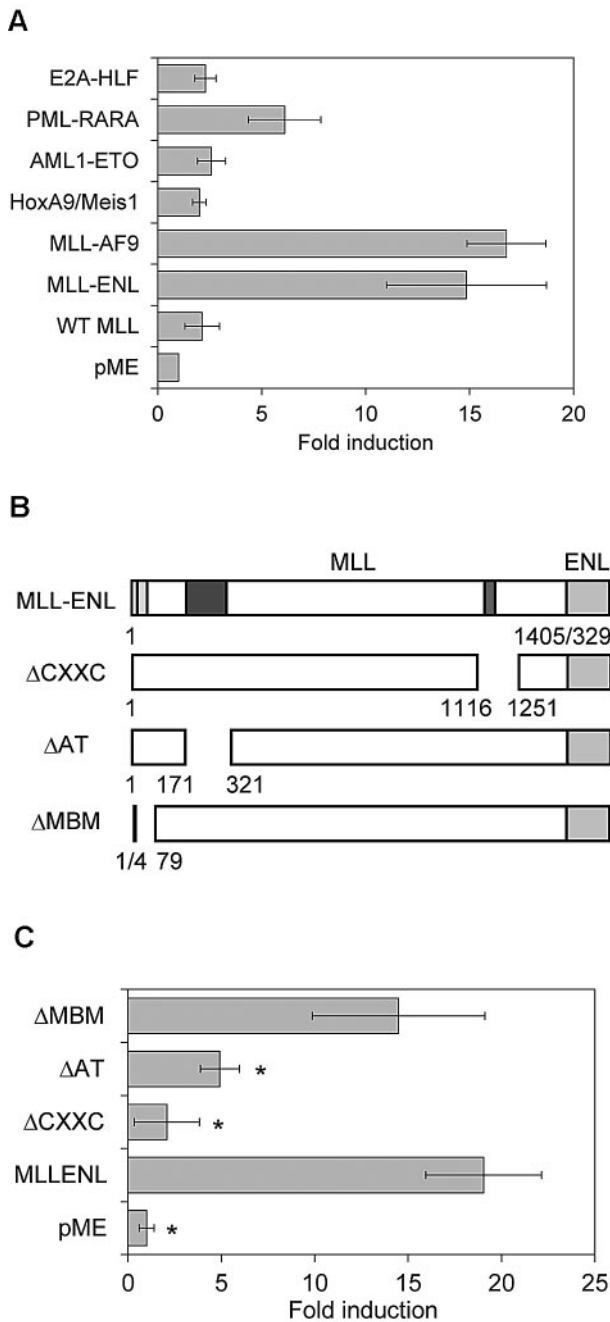 A
E2A-HLF
PML-RARA
AML1-ETO
HoxA9/Meis1
MLL-AF9
MLL-ENL
WT MLL
pME
0 5 10 15 20
Fold induction
B
MLL ENL
MLL-ENL
1 1405/329
ΔCXXC
1 1116 1251
ΔAT
1 171 321
ΔMBM
1/4 79
C
ΔMBM
ΔAT *
ΔCXXC *
MLLENL
pME *
0 5 10 15 20 25
Fold induction